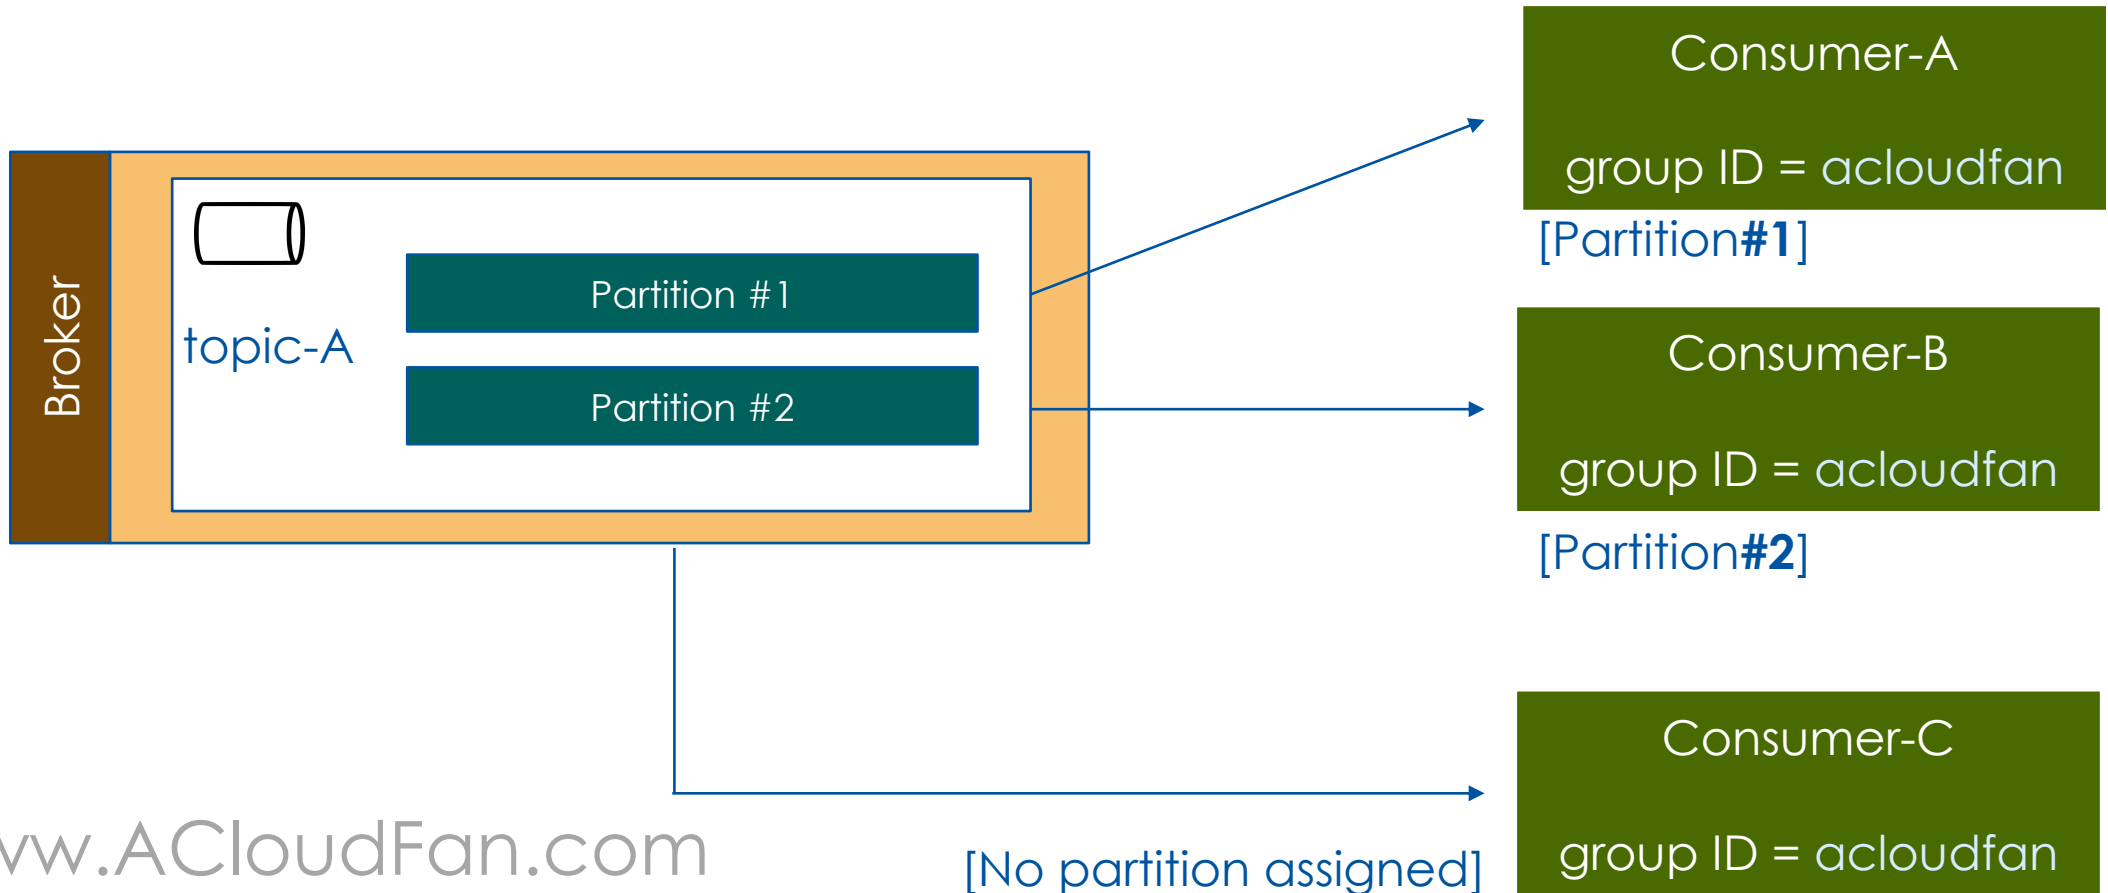 Broker
topic-A
Partition #1
Partition #2
Consumer-A
group ID = acloudfan
[Partition#1]
Consumer-B
group ID = acloudfan
[Partition#2]
Consumer-C
group ID = acloudfan
[No partition assigned]
ww.ACloudFan.com